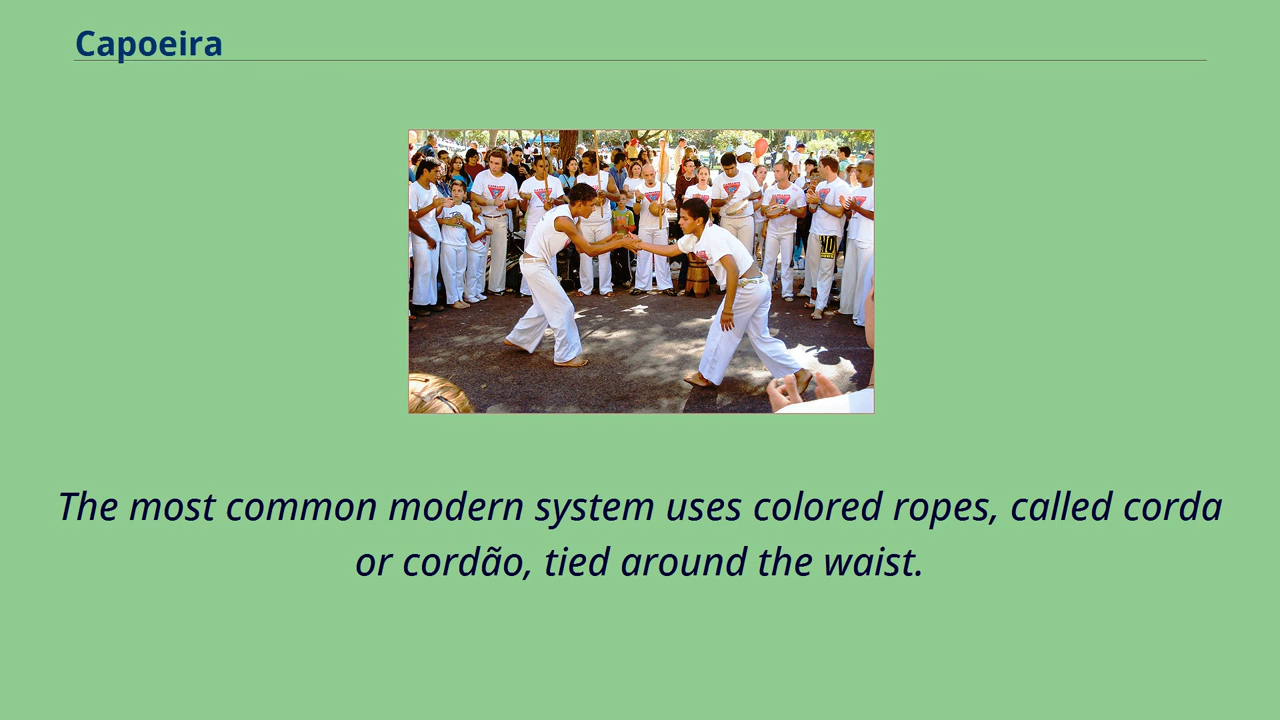 Capoeira
The most common modern system uses colored ropes, called corda
or cordão, tied around the waist.